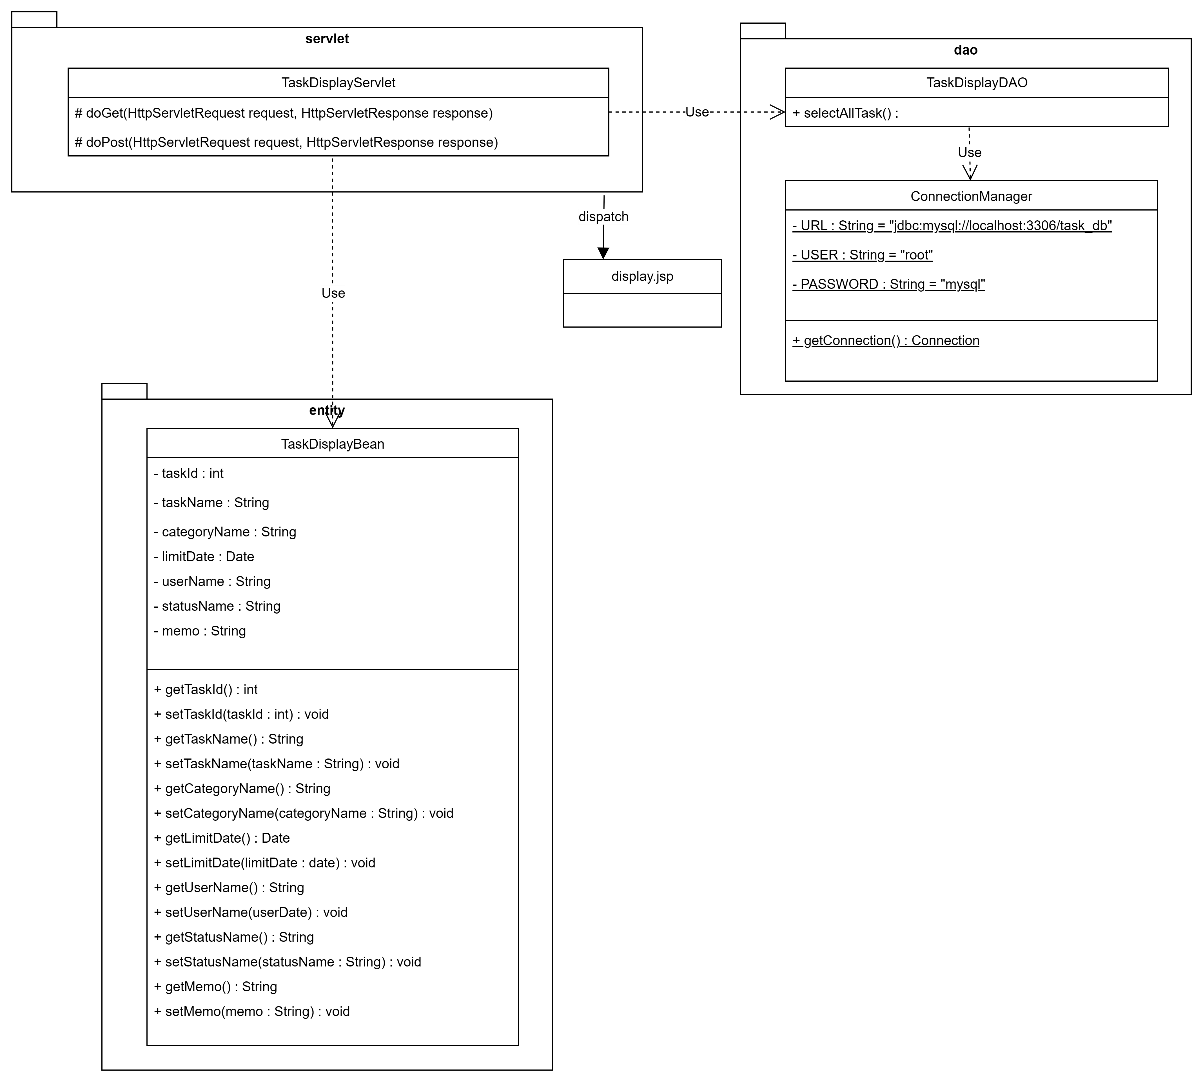 servlet
TaskDisplayServlet
# doGet(HttpServletRequest request, HttpServletResponse response)
# doPost(HttpServletRequest request, HttpServletResponse response)
Use
dao
TaskDisplayDAO
+ selectAllTask() :
Use
ConnectionManager
- URL : String = "jdbc:mysql://localhost:3306/task_db"
- USER : String = "root"
- PASSWORD : String = "mysql"
+ getConnection() : Connection
dispatch
display.jsp
Use
entity
TaskDisplayBean
- taskId : int
- taskName : String
- categoryName : String
- limitDate : Date
- userName : String
- statusName : String
- memo : String
+ getTaskId() : int
+ setTaskId(taskId : int) : void
+ getTaskName() : String
+ setTaskName(taskName : String) : void
+ getCategoryName() : String
+ setCategoryName(categoryName : String) : void
+ getLimitDate() : Date
+ setLimitDate(limitDate : date) : void
+ getUserName() : String
+ setUserName(userDate) : void
+ getStatusName() : String
+ setStatusName(statusName : String) : void
+ getMemo() : String
+ setMemo(memo : String) : void